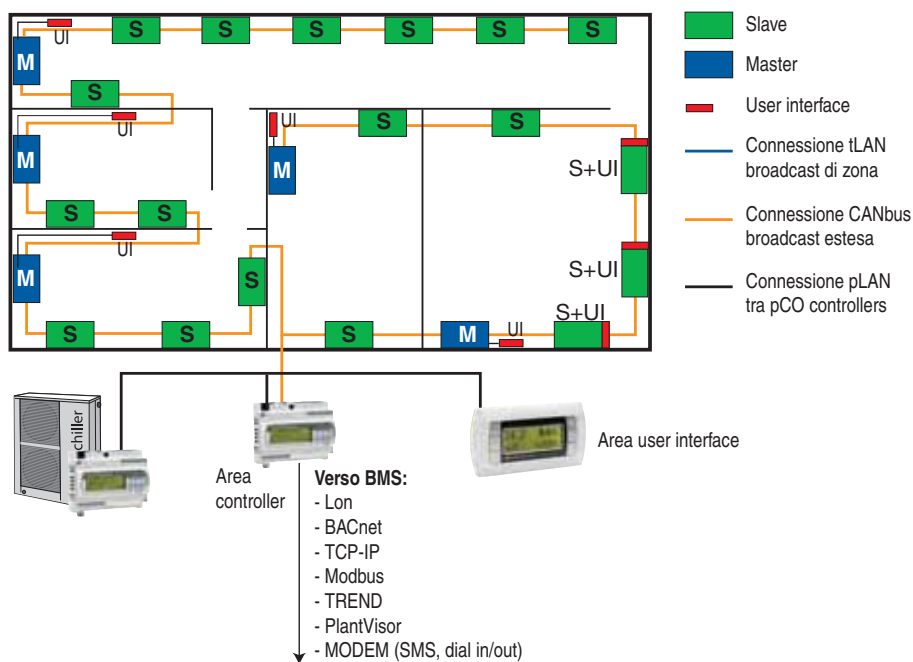 UI
S
S
S
S
S
S
M
S
UI
M
S
S
UI
M
S
S
S
UI
M
S
S
S+UI
S+UI
S+UI
S
M
UI
Slave
Master
User interface
Connessione tLAN
broadcast di zona
Connessione CANbus
broadcast estesa
Connessione pLAN
tra pCO controllers
chiller
Area
controller
Area user interface
Verso BMS:
- Lon
- BACnet
- TCP-IP
- Modbus
- TREND
- PlantVisor
- MODEM (SMS, dial in/out)